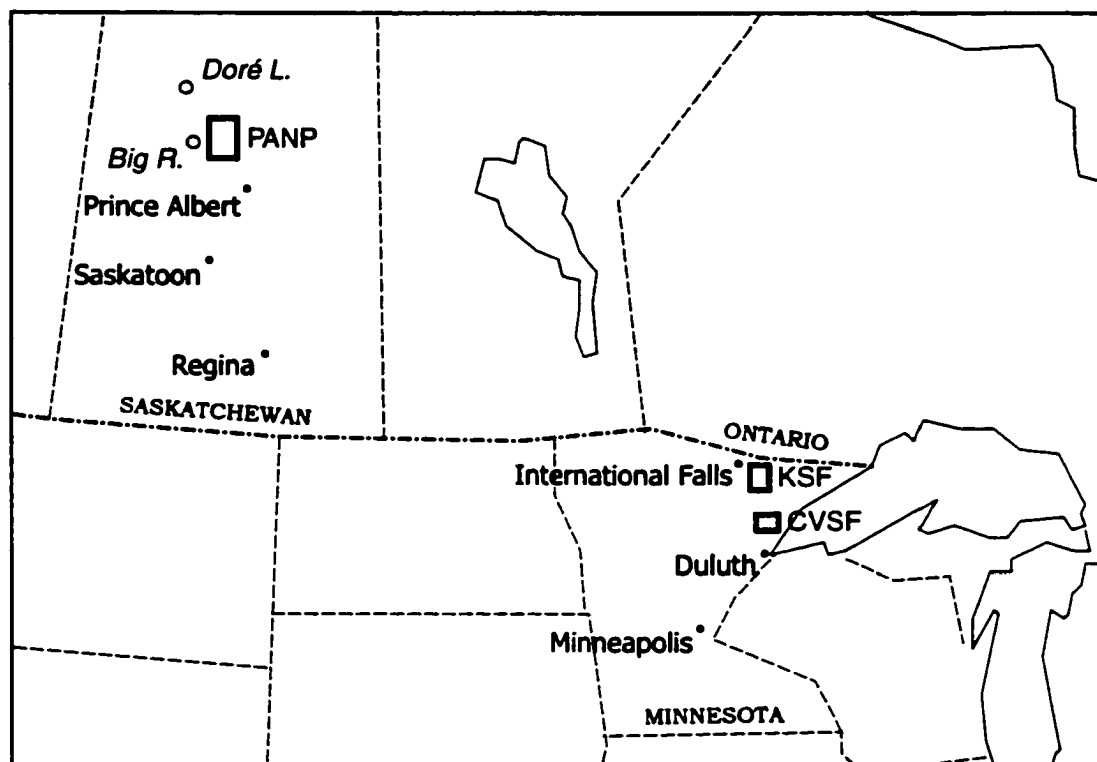 Doré L.
PANP
Big R.
Prince Albert
Saskatoon
Regina
SASKATCHEWAN
ONTARIO
International Falls
KSF
CVSF
Duluth
Minneapolis
MINNESOTA